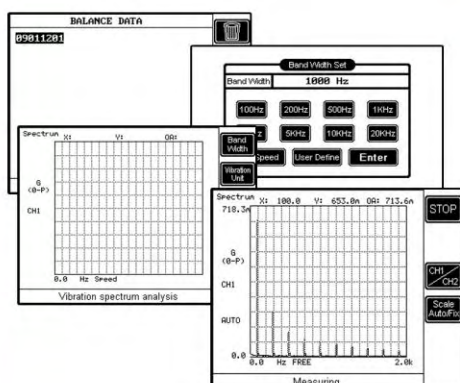 BALANCE DATA
09011201
Band Width Set
Band Width 1000 Hz
100Hz 200Hz 500Hz 1KHz
5KHz 10KHz 20KHz
User Define Enter
Spectrum X: Y: OA:
G
(0-P)
CH1
0.0 Hz Speed
Vibration spectrum analysis
Band
Width
Vibration
Unit
Spectrum X: 100.0 Y: 653.0m OA: 713.6m
718.3m
G
(0-P)
CH1
AUTO
0.0
0.0 Hz FREE 2.0k
Measuring
STOP
CH1
CH2
Scale
Auto/Fix